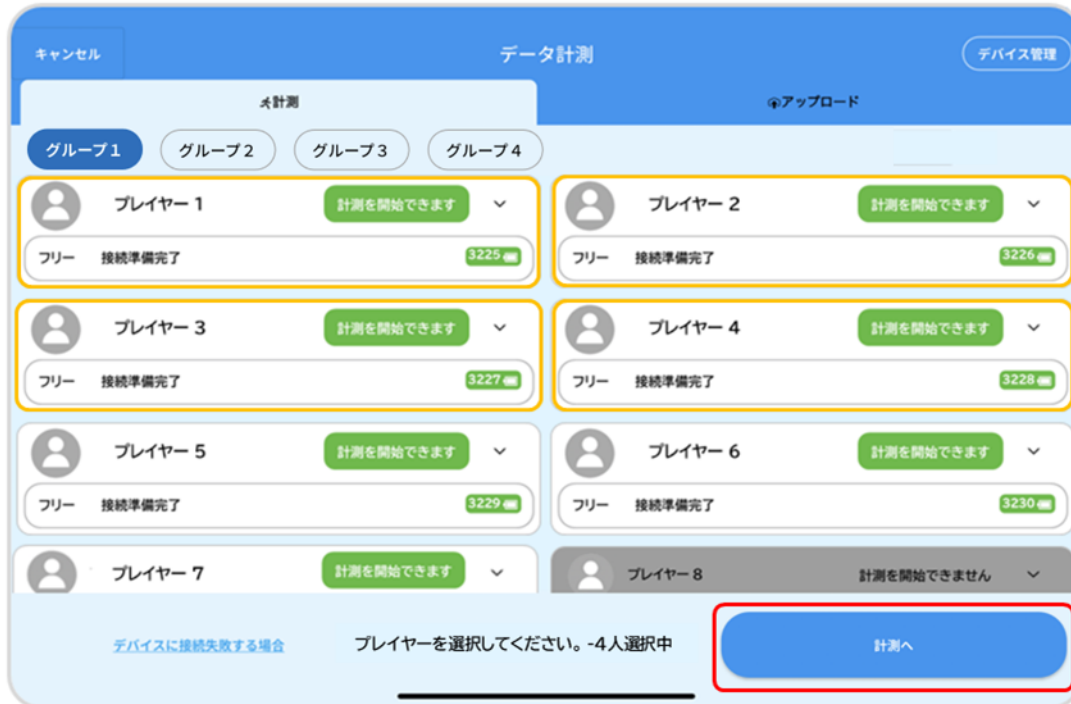 キャンセル
データ計測
デバイス管理
計測
アップロード
グループ1
グループ2
グループ3
グループ4
プレイヤー 1
計測を開始できます
プレイヤー 2
計測を開始できます
フリー 接続準備完了 3225
フリー 接続準備完了 3226
プレイヤー 3
計測を開始できます
プレイヤー 4
計測を開始できます
フリー 接続準備完了 3227
フリー 接続準備完了 3228
プレイヤー 5
計測を開始できます
プレイヤー 6
計測を開始できます
フリー 接続準備完了 3229
フリー 接続準備完了 3230
プレイヤー 7
計測を開始できます
プレイヤー 8
計測を開始できません
デバイスに接続失敗する場合
プレイヤーを選択してください。-4人選択中
計測へ